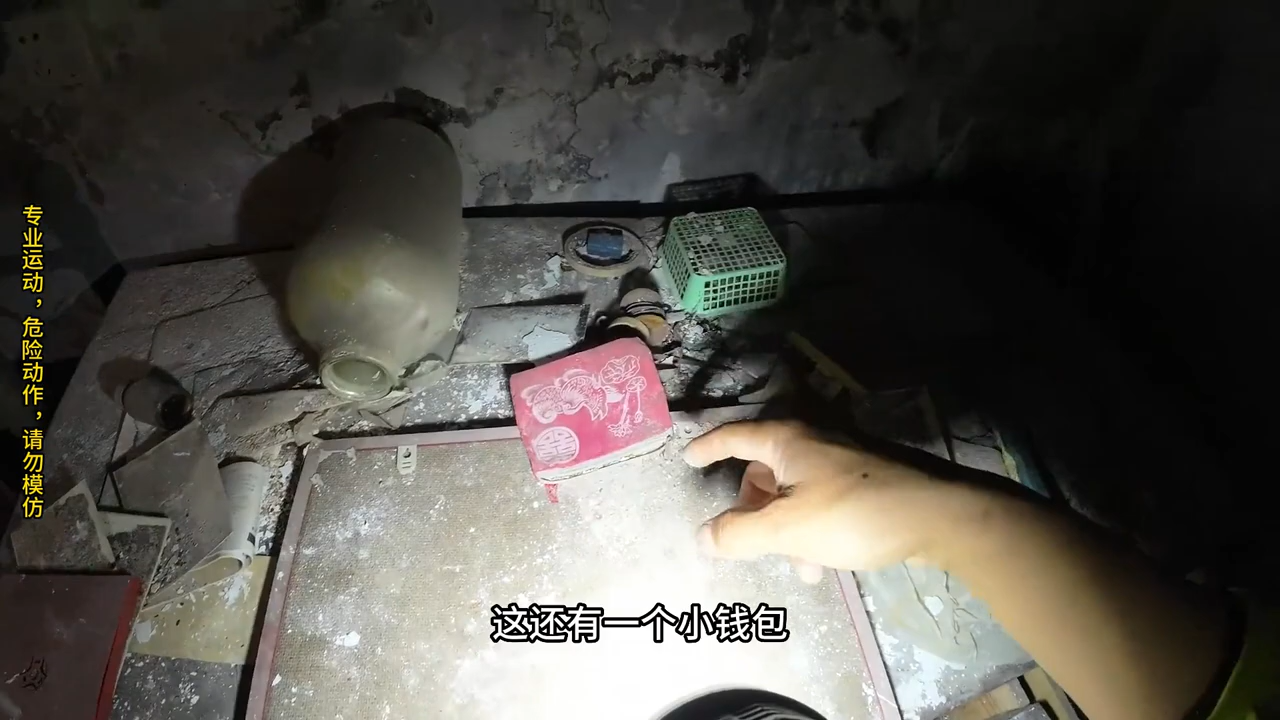 专业运动，危险动作，请勿模仿
囍
这还有一个小钱包